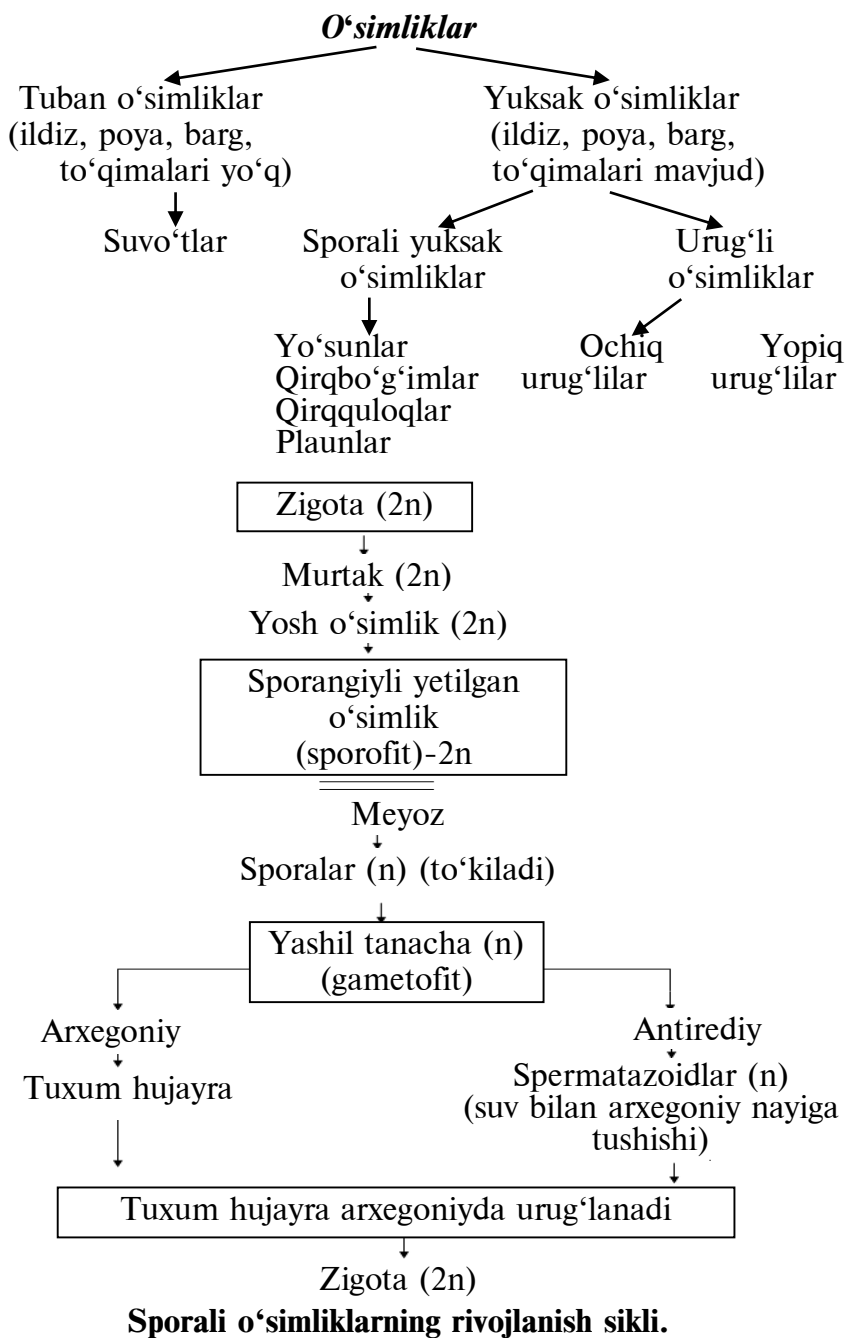 O‘simliklar
Tuban o‘simliklar
(ildiz, poya, barg,
to‘qimalari yo‘q)
Yuksak o‘simliklar
(ildiz, poya, barg,
to‘qimalari mavjud)
Suvo‘tlar
Sporali yuksak
o‘simliklar
Urug‘li
o‘simliklar
Yo‘sunlar
Qirqbo‘g‘imlar
Qirqquloqlar
Plaunlar
Ochiq
urug‘lilar
Yopiq
urug‘lilar
Zigota (2n)
Murtak (2n)
Yosh o‘simlik (2n)
Sporangiyli yetilgan
o‘simlik
(sporofit)-2n
Meyoz
Sporalar (n) (to‘kiladi)
Yashil tanacha (n)
(gametofit)
Arxegoniy
Tuxum hujayra
Antirediy
Spermatazoidlar (n)
(suv bilan arxegoniy nayiga
tushishi)
Tuxum hujayra arxegoniyda urug‘lanadi
Zigota (2n)
Sporali o‘simliklarning rivojlanish sikli.